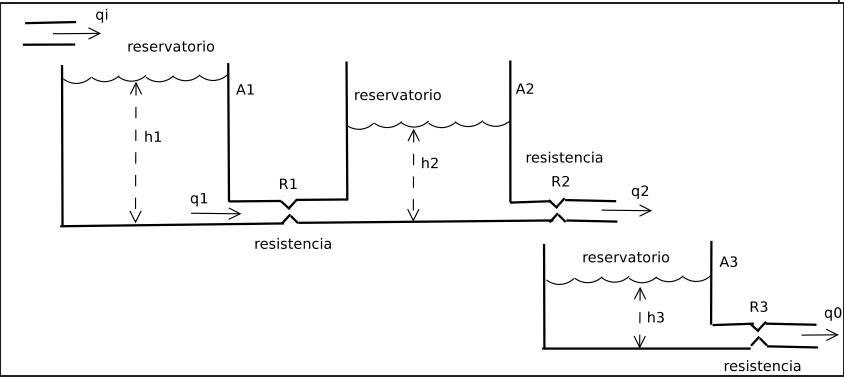 qi
reservatorio
A1
h1
reservatorio
A2
h2
resistencia
R1
q1
R2
q2
resistencia
reservatorio
A3
h3
R3
q0
resistencia